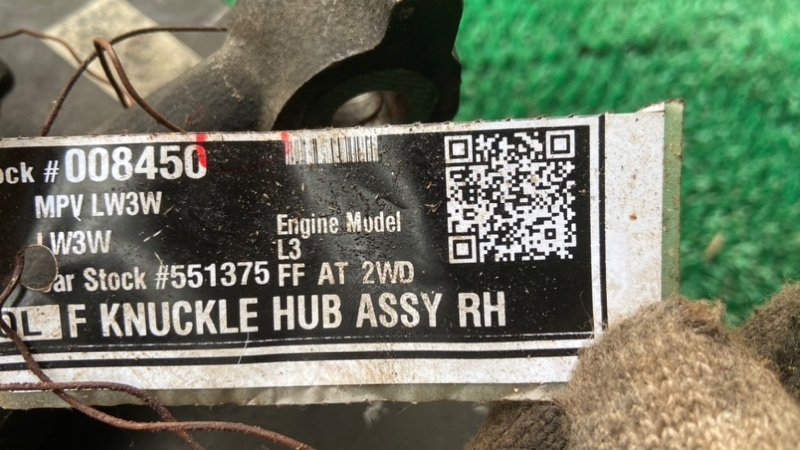 ock #008450
MPV LW3W
LW3W
Engine Model
L3
ar Stock #551375 FF AT 2WD
F KNUCKLE HUB ASSY RH